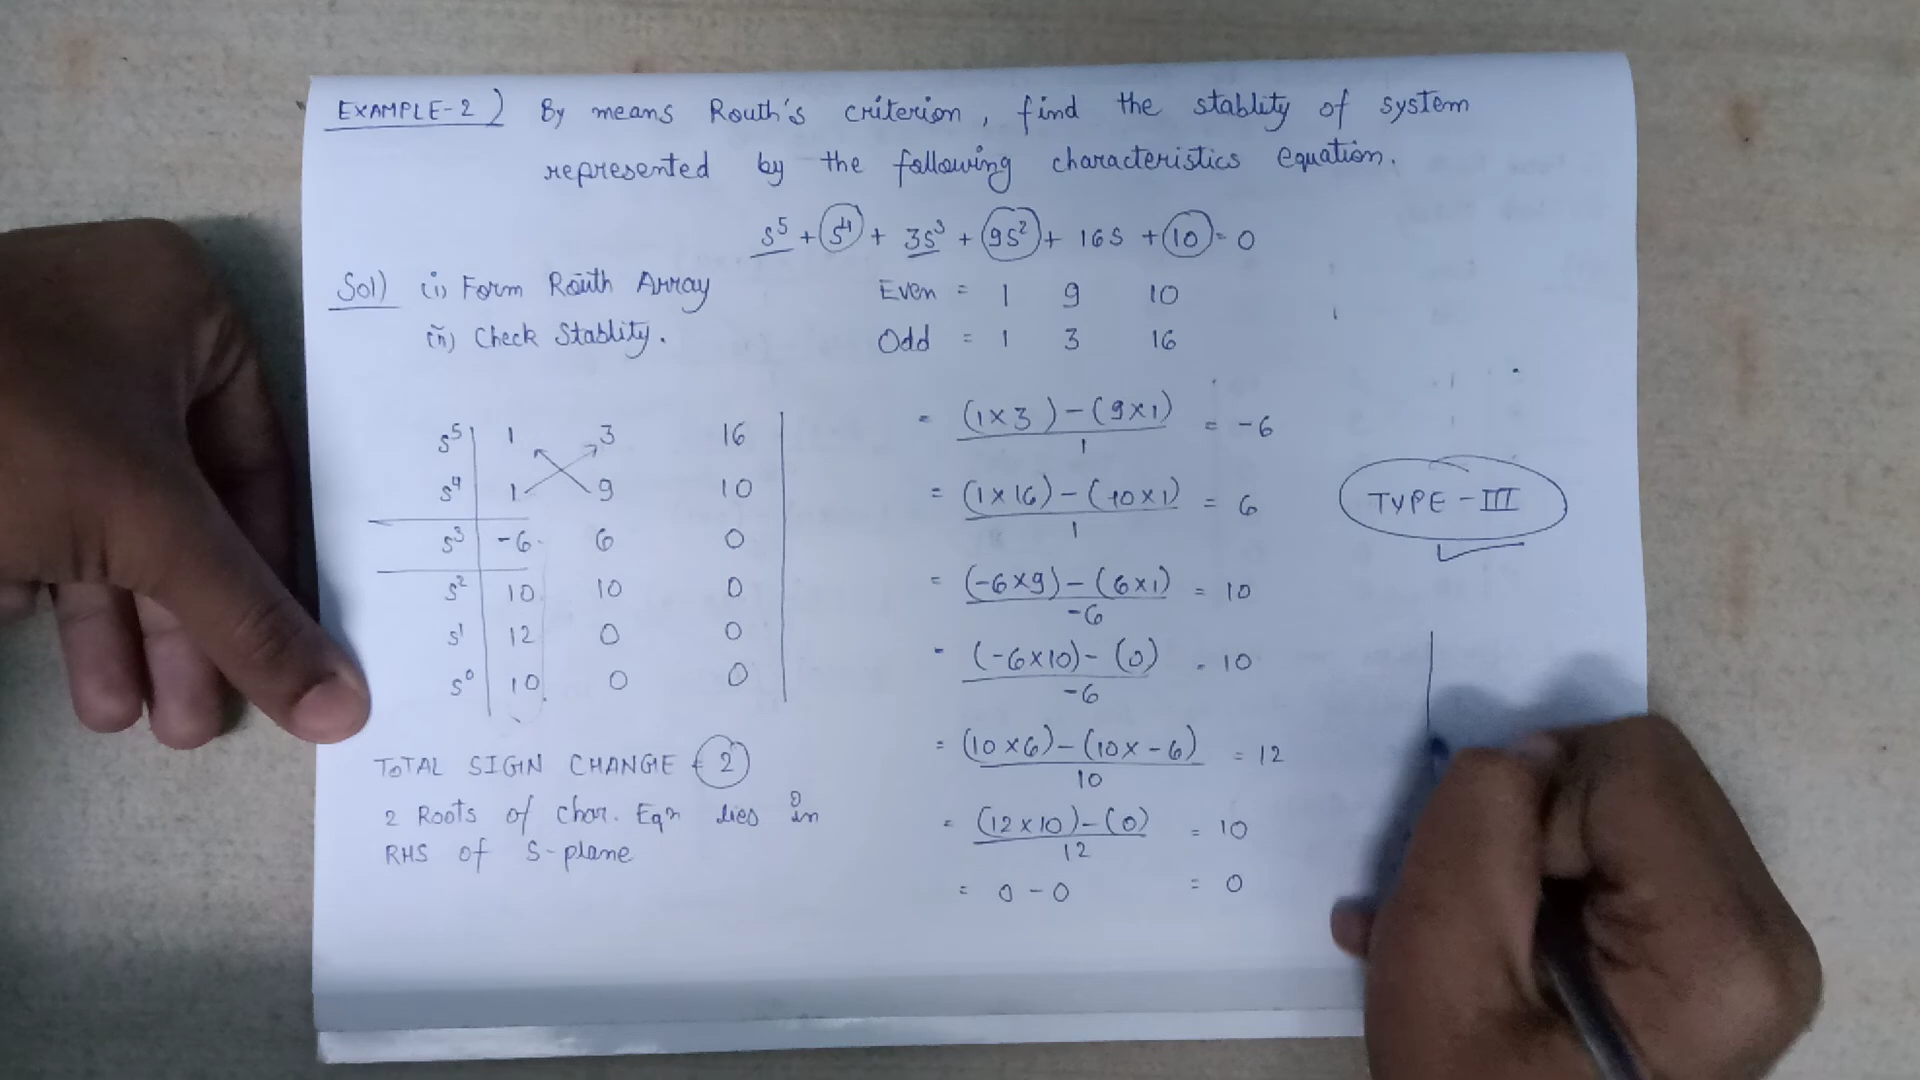 EXAMPLE-2) By means Routh's criterion, find the stablity of system
represented by the following characteristics equation.
s⁵ + s⁴ + 3s³ + 9s² + 16s + 10 = 0
Sol) (i) Form Routh Array
(ii) Check Stablity.
Even = 1 9 10
Odd = 1 3 16
s⁵ 1 3 16
s⁴ 1 9 10
s³ -6 6 0
s² 10 10 0
s¹ 12 0 0
s⁰ 10 0 0
TOTAL SIGN CHANGE = 2
2 Roots of char. Eqn lies in
RHS of S-plane
= (1×3)-(9×1) / 1 = -6
= (1×16)-(10×1) / 1 = 6
= (-6×9)-(6×1) / -6 = 10
= (-6×10)-(0) / -6 = 10
= (10×6)-(10×-6) / 10 = 12
= (12×10)-(0) / 12 = 10
= 0-0 = 0
TYPE-III